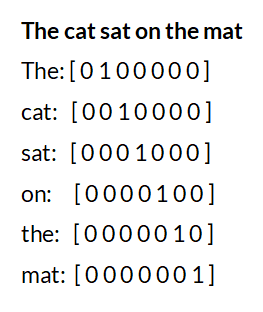 The cat sat on the mat
The: [ 0 1 0 0 0 0 0 ]
cat: [ 0 0 1 0 0 0 0 ]
sat: [ 0 0 0 1 0 0 0 ]
on: [ 0 0 0 0 1 0 0 ]
the: [ 0 0 0 0 0 1 0 ]
mat: [ 0 0 0 0 0 0 1 ]